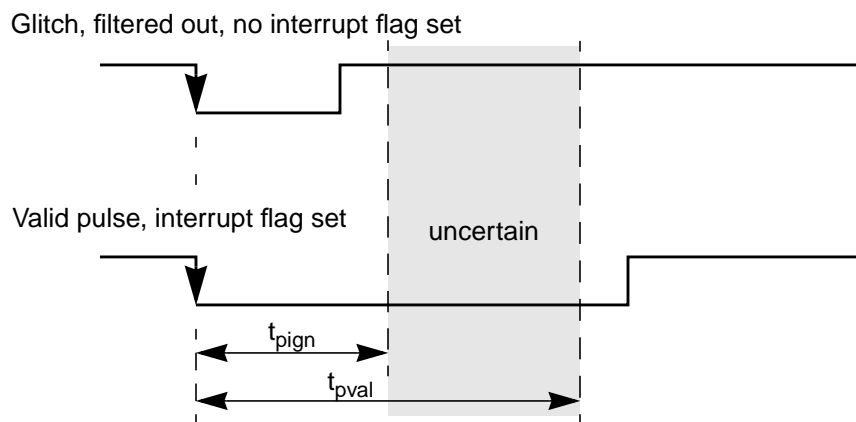 Glitch, filtered out, no interrupt flag set
Valid pulse, interrupt flag set
uncertain
tpign
tpval